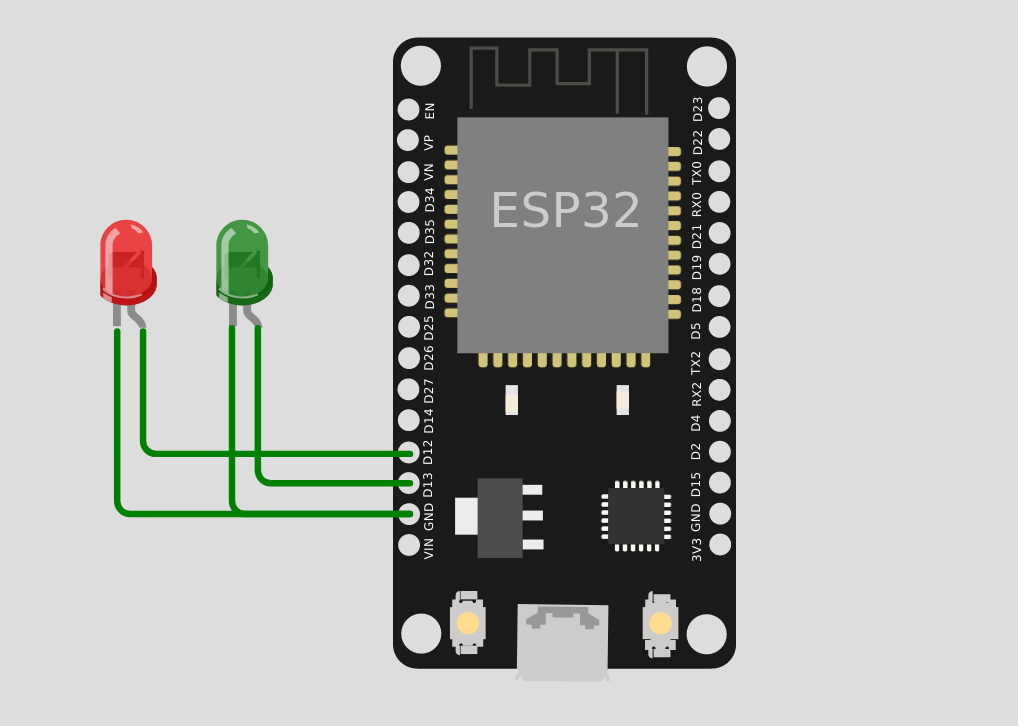 EN
VP
VN
D34
D35
D32
D33
D25
D26
D27
D14
D12
D13
GND
VIN
ESP32
D23
D22
TX0
RX0
D21
D19
D18
D5
TX2
RX2
D4
D2
D15
GND
3V3